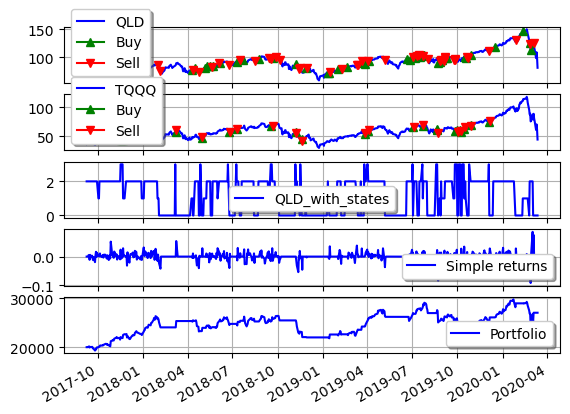 150
QLD
Buy
100
Sell
TQQQ
100
Buy
50
Sell
2
QLD_with_states
0
0.0
Simple returns
−0.1
30000
Portfolio
20000
2017-10 2018-01 2018-04 2018-07 2018-10 2019-01 2019-04 2019-07 2019-10 2020-01 2020-04